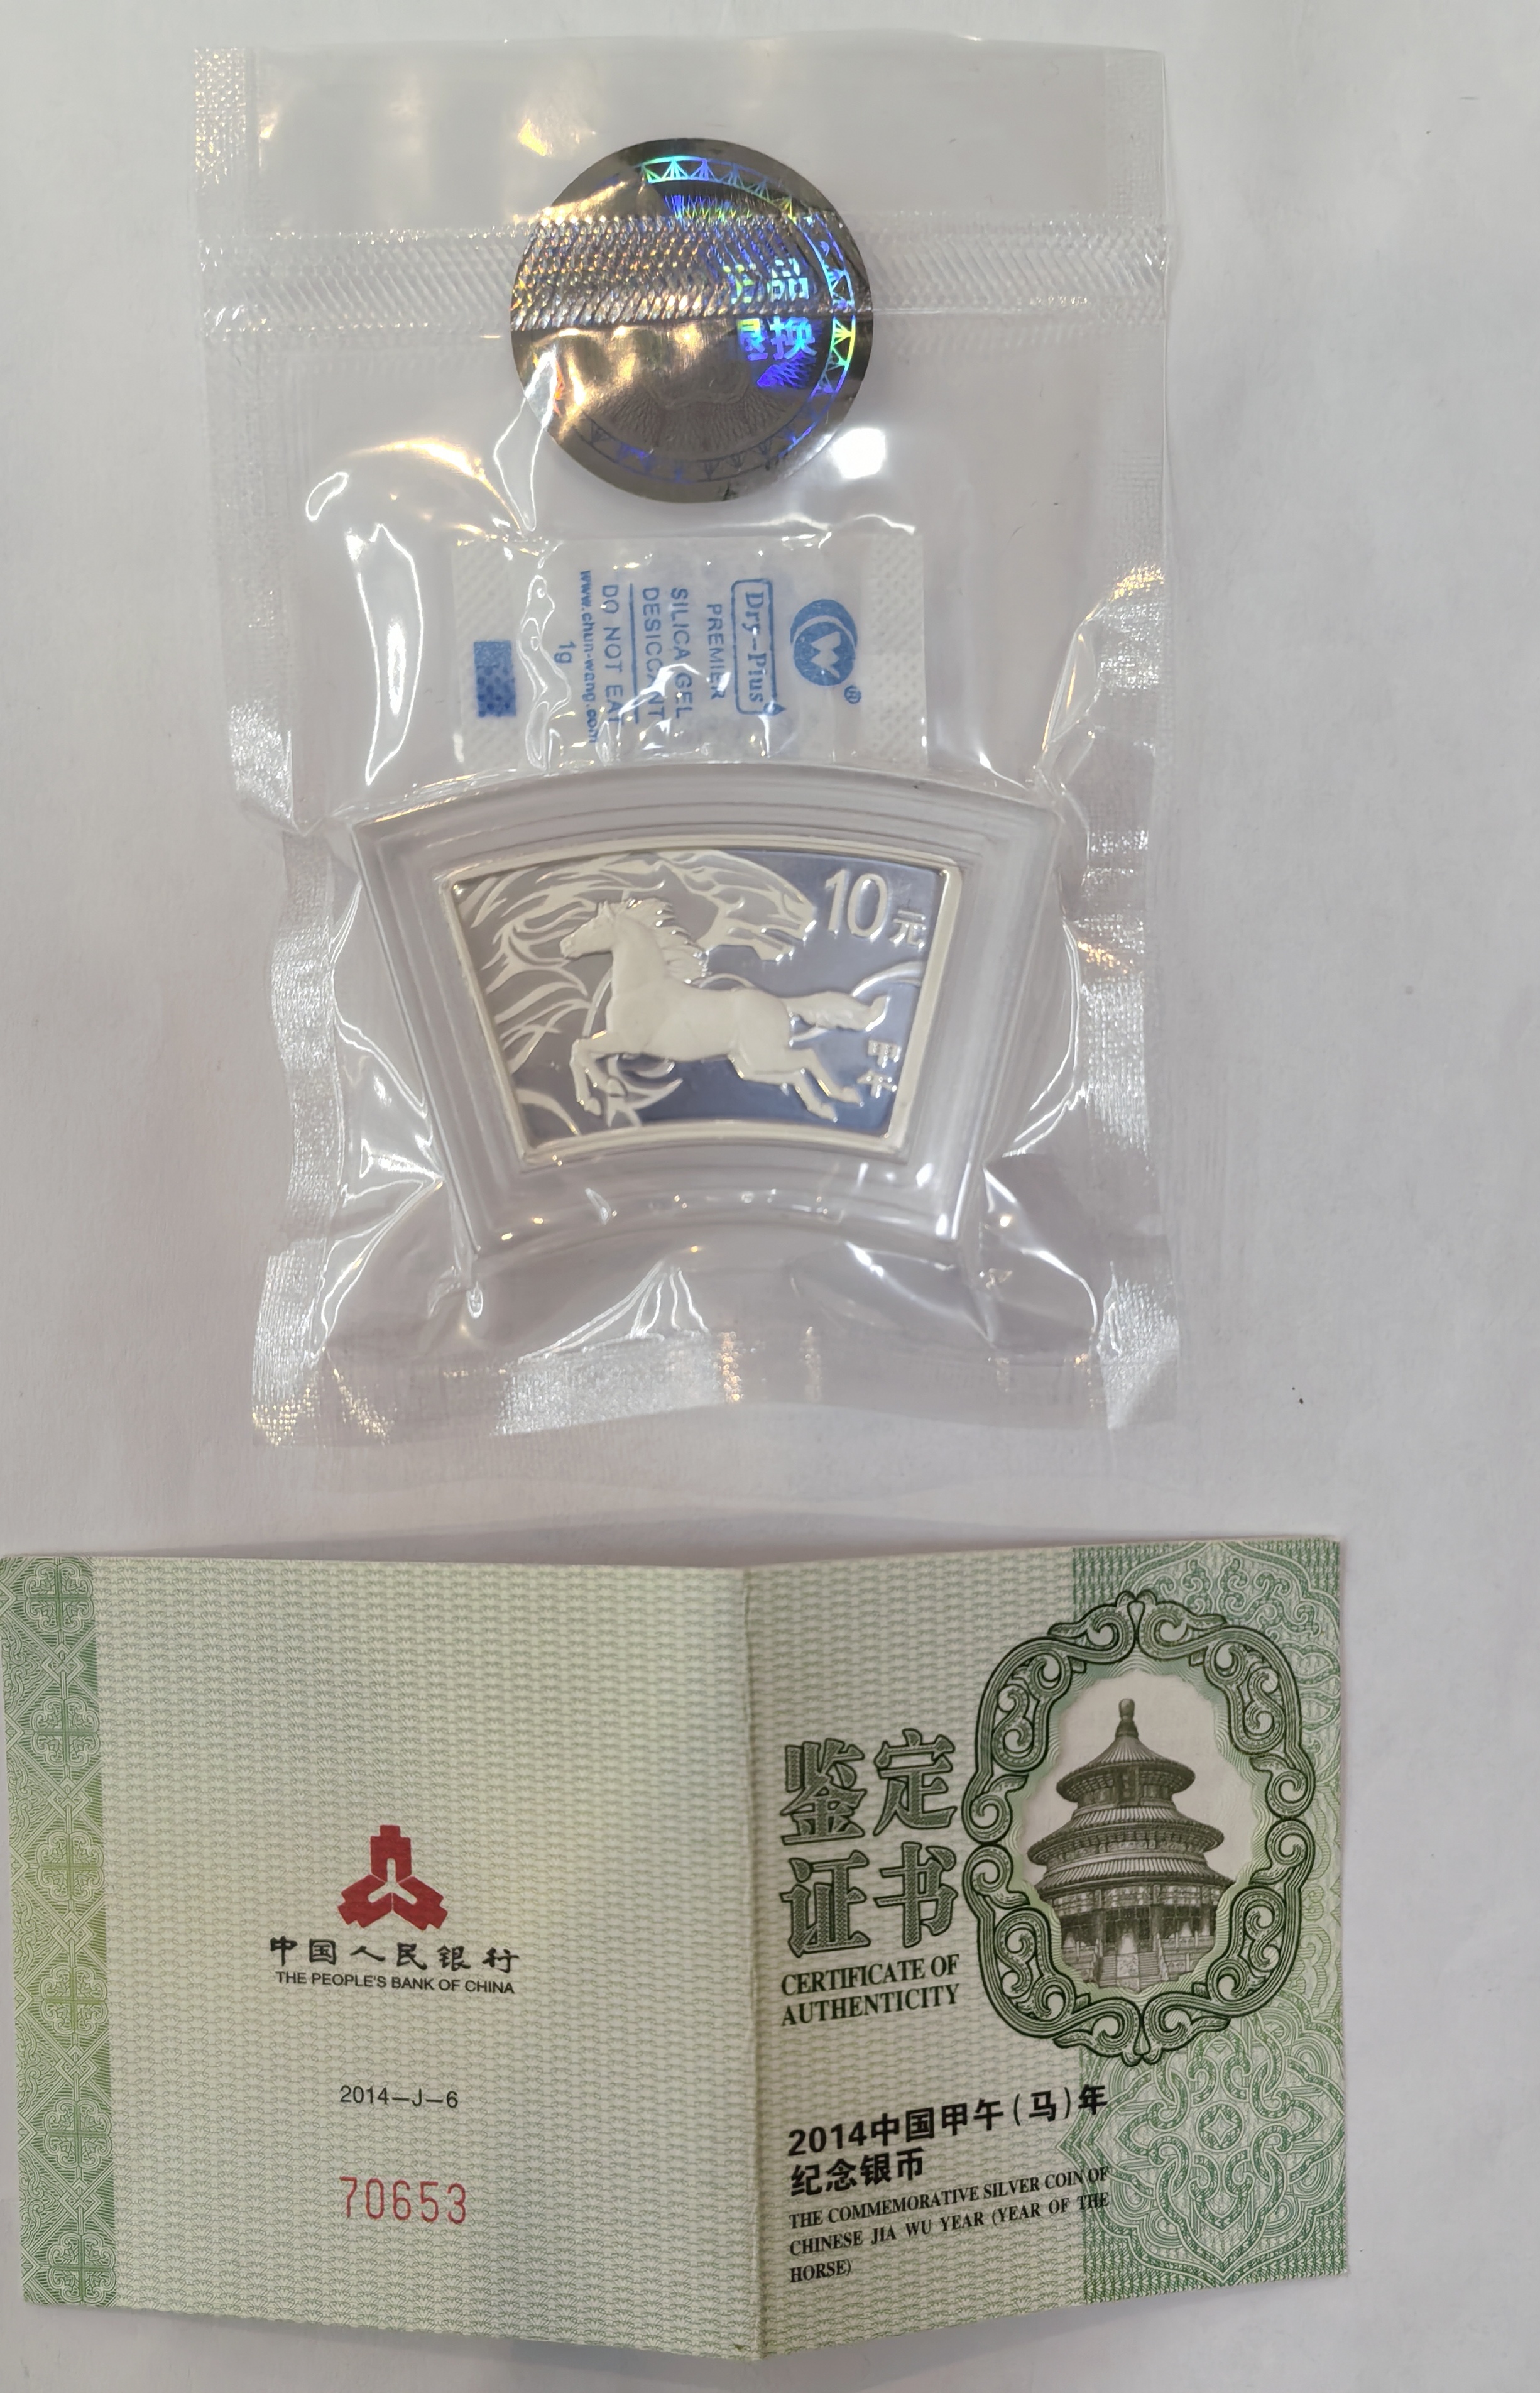 品
退换
Dry-Plus
PREMIER
SILICA GEL
DESICCANT
DO NOT EAT
www.chun-wang.com
1g
10元
甲
午
中国人民银行
THE PEOPLE'S BANK OF CHINA
2014-J-6
70653
鉴定
证书
CERTIFICATE OF
AUTHENTICITY
2014中国甲午(马)年
纪念银币
THE COMMEMORATIVE SILVER COIN OF
CHINESE JIA WU YEAR (YEAR OF THE
HORSE)